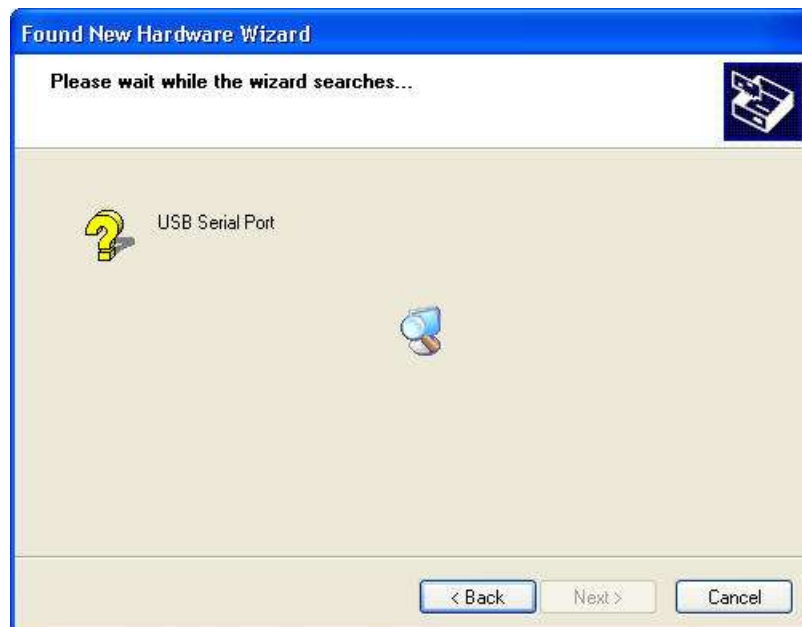 Found New Hardware Wizard
Please wait while the wizard searches...
USB Serial Port
< Back
Next >
Cancel